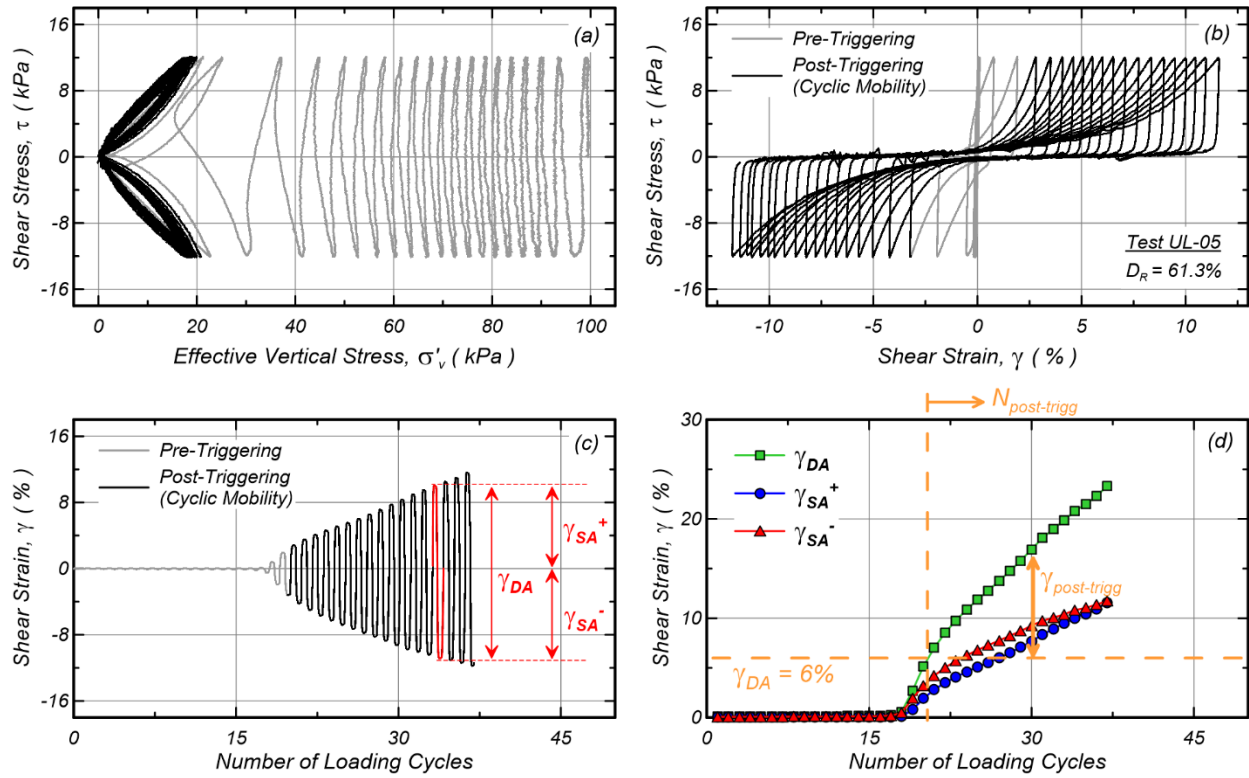 (a)
Shear Stress, τ ( kPa )
16
8
0
-8
-16
0 20 40 60 80 100
Effective Vertical Stress, σ'v ( kPa )
(b)
Pre-Triggering
Post-Triggering
(Cyclic Mobility)
Shear Stress, τ ( kPa )
16
8
0
-8
-16
Test UL-05
DR = 61.3%
-10 -5 0 5 10
Shear Strain, γ ( % )
(c)
Pre-Triggering
Post-Triggering
(Cyclic Mobility)
Shear Strain, γ ( % )
16
8
0
-8
-16
γSA+
γDA
γSA-
0 15 30 45
Number of Loading Cycles
Npost-trigg
(d)
γDA
γSA+
γSA-
Shear Strain, γ ( % )
30
20
10
0
γpost-trigg
γDA = 6%
0 15 30 45
Number of Loading Cycles